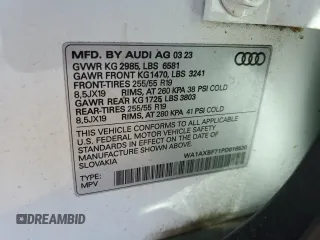 MFD. BY AUDI AG 03 23
GVWR KG 2985, LBS 6581
GAWR FRONT KG1470, LBS 3241
FRONT-TIRES 255/55 R19
8,5JX19 RIMS, AT 260 KPA 38 PSI COLD
GAWR REAR KG1725, LBS 3803
REAR-TIRES 255/55 R19
8,5JX19 RIMS, AT 280 KPA 41 PSI COLD
THIS VEHICLE CONFORMS TO ALL APPLICABLE
U.S. FEDERAL MOTOR VEHICLE SAFETY
STANDARDS IN EFFECT ON THE DATE OF
MANUFACTURE SHOWN ABOVE
TYPE:
MPV
SLOVAKIA
AUTOBIDMASTER